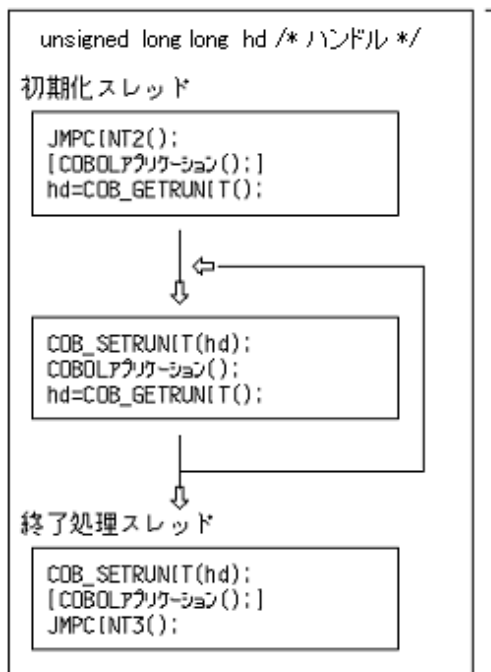 unsigned long long hd /* ハンドル */
初期化スレッド
JMPCINT2();
[COBOLアプリケーション();]
hd=COB_GETRUNIT();
COB_SETRUNIT(hd);
COBOLアプリケーション();
hd=COB_GETRUNIT();
終了処理スレッド
COB_SETRUNIT(hd);
[COBOLアプリケーション();]
JMPCINT3();